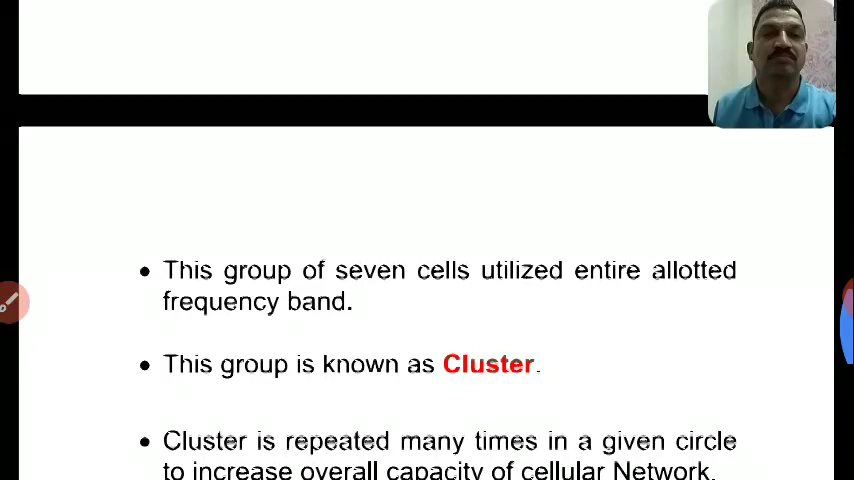 • This group of seven cells utilized entire allotted
frequency band.
• This group is known as Cluster.
• Cluster is repeated many times in a given circle
to increase overall capacity of cellular Network.